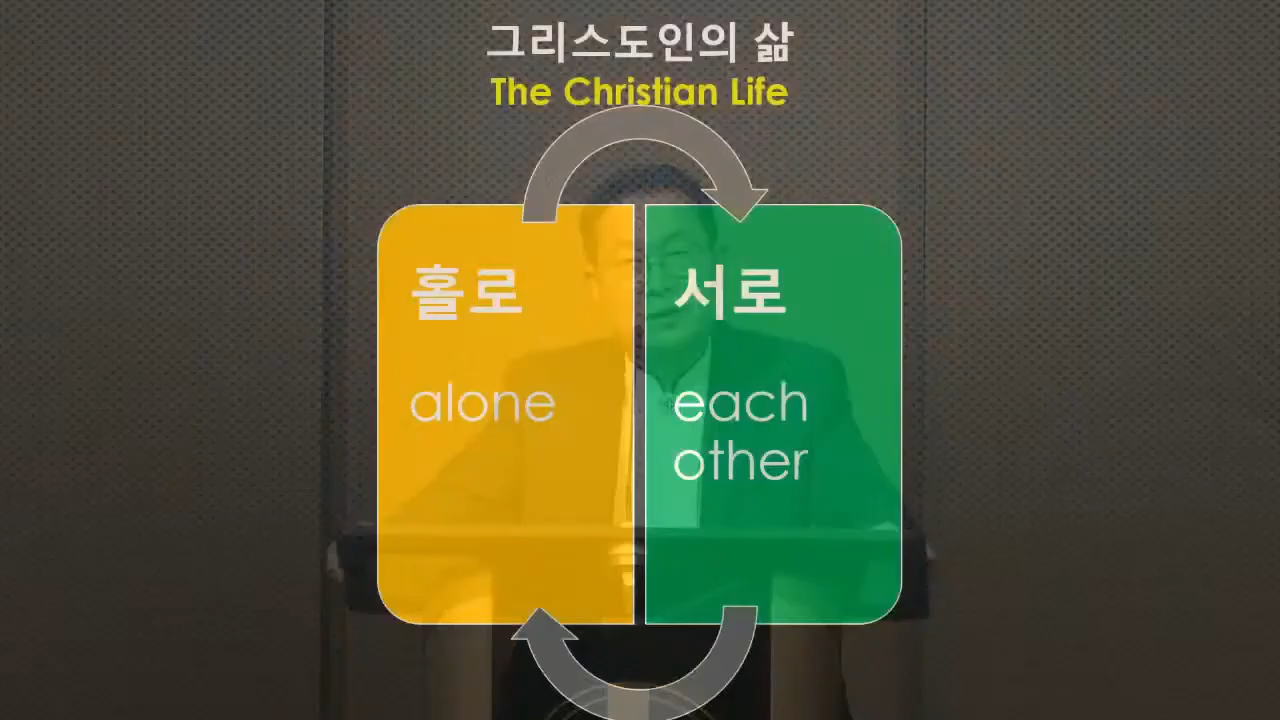 그리스도인의 삶
The Christian Life
홀로
alone
서로
each
other